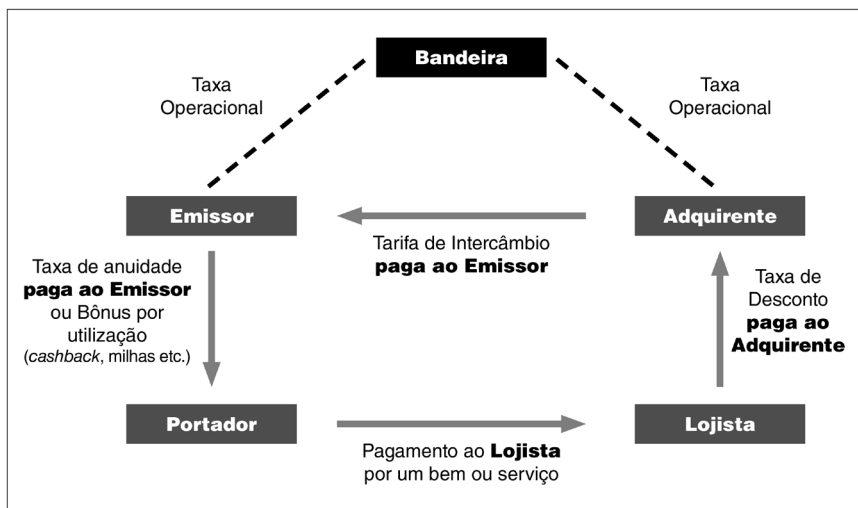 Bandeira
Taxa
Operacional
Taxa
Operacional
Emissor
Adquirente
Tarifa de Intercâmbio
paga ao Emissor
Taxa de anuidade
paga ao Emissor
ou Bônus por
utilização
(cashback, milhas etc.)
Taxa de
Desconto
paga ao
Adquirente
Portador
Lojista
Pagamento ao Lojista
por um bem ou serviço